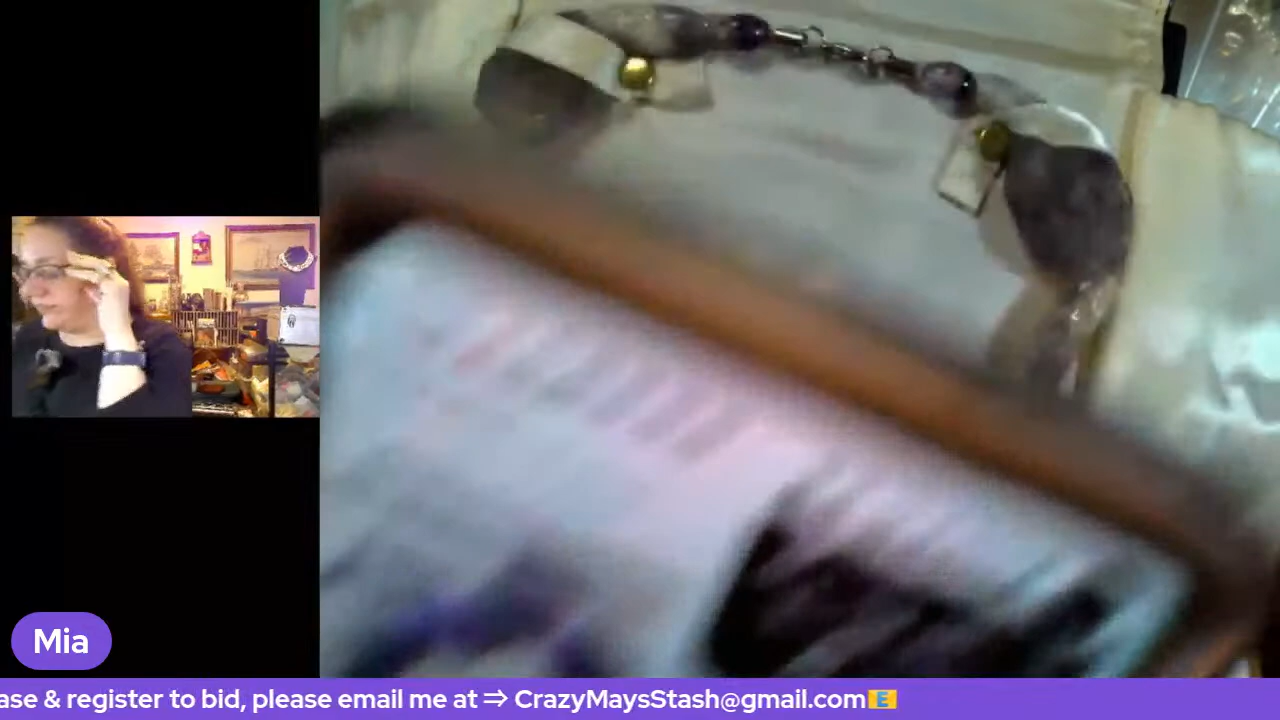 Mia
ase & register to bid, please email me at ⇒ CrazyMaysStash@gmail.com📧